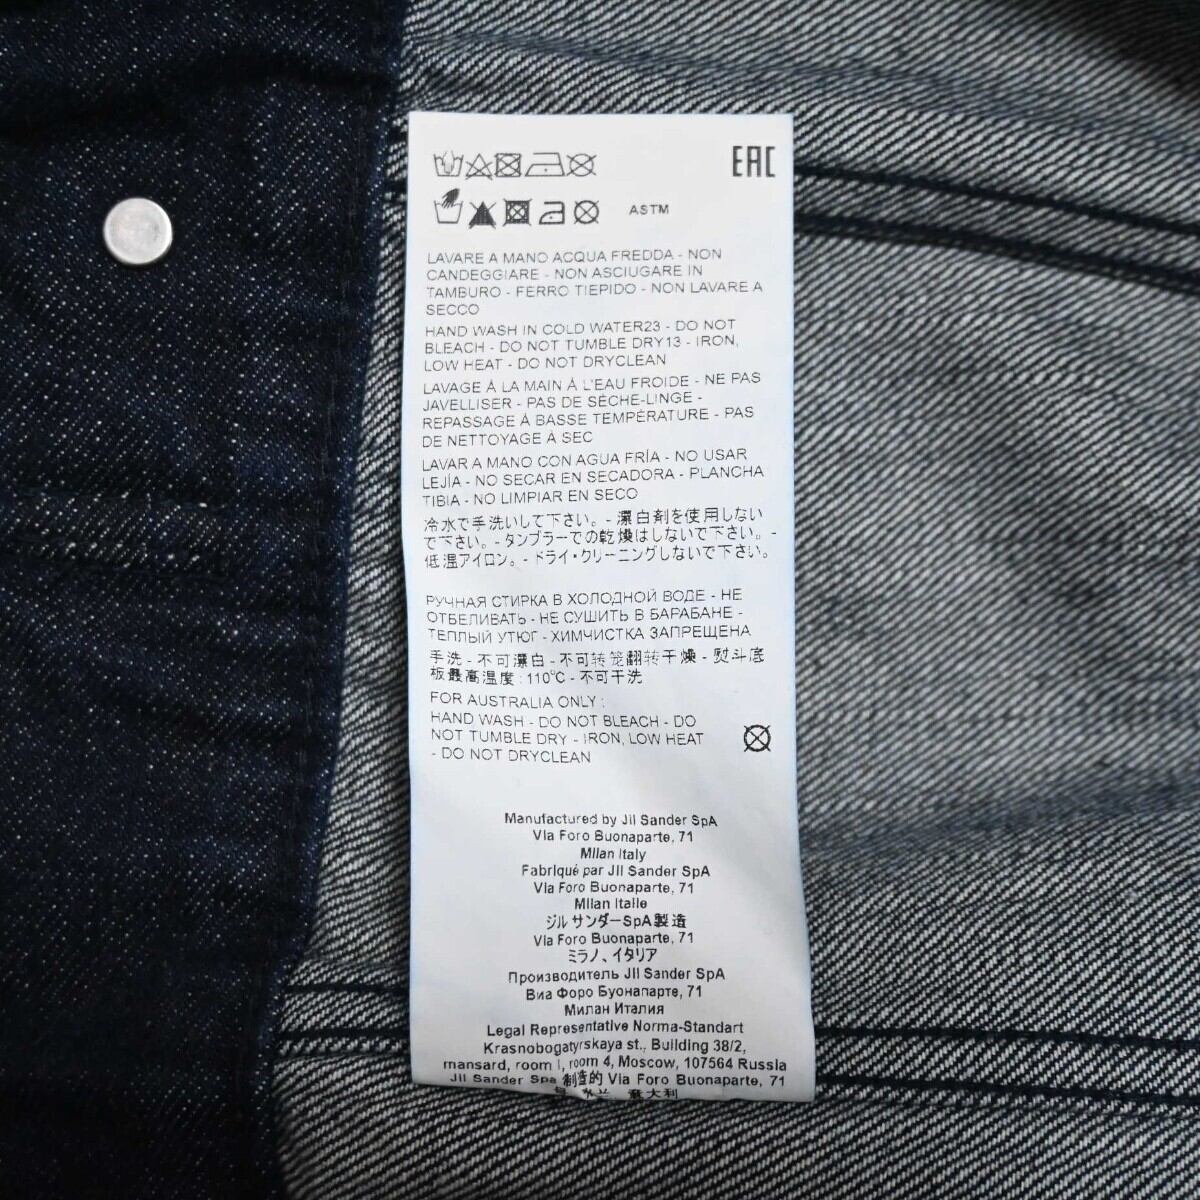 EAC
ASTM
LAVARE A MANO ACQUA FREDDA - NON
CANDEGGIARE - NON ASCIUGARE IN
TAMBURO - FERRO TIEPIDO - NON LAVARE A
SECCO
HAND WASH IN COLD WATER23 - DO NOT
BLEACH - DO NOT TUMBLE DRY13 - IRON,
LOW HEAT - DO NOT DRYCLEAN
LAVAGE À LA MAIN À L'EAU FROIDE - NE PAS
JAVELLISER - PAS DE SÈCHE-LINGE -
REPASSAGE À BASSE TEMPÉRATURE - PAS
DE NETTOYAGE À SEC
LAVAR A MANO CON AGUA FRÍA - NO USAR
LEJÍA - NO SECAR EN SECADORA - PLANCHA
TIBIA - NO LIMPIAR EN SECO
冷水で手洗いして下さい。- 漂白剤を使用しない
で下さい。- タンブラーでの乾燥はしないで下さい。-
低温アイロン。- ドライ・クリーニングしないで下さい。
РУЧНАЯ СТИРКА В ХОЛОДНОЙ ВОДЕ - НЕ
ОТБЕЛИВАТЬ - НЕ СУШИТЬ В БАРАБАНЕ -
ТЕПЛЫЙ УТЮГ - ХИМЧИСТКА ЗАПРЕЩЕНА
手洗 - 不可漂白 - 不可转笼翻转干燥 - 熨斗底
板最高温度: 110°C - 不可干洗
FOR AUSTRALIA ONLY :
HAND WASH - DO NOT BLEACH - DO
NOT TUMBLE DRY - IRON, LOW HEAT
- DO NOT DRYCLEAN
Manufactured by Jil Sander SpA
Via Foro Buonaparte, 71
Milan Italy
Fabriqué par Jil Sander SpA
Via Foro Buonaparte, 71
Milan Italie
ジル サンダーSpA製造
Via Foro Buonaparte, 71
ミラノ、イタリア
Производитель Jil Sander SpA
Виа Форо Буонапарте, 71
Милан Италия
Legal Representative Norma-Standart
Krasnobogatyrskaya st., Building 38/2,
mansard, room I, room 4, Moscow, 107564 Russia
Jil Sander Spa 制造的 Via Foro Buonaparte, 71
意大利